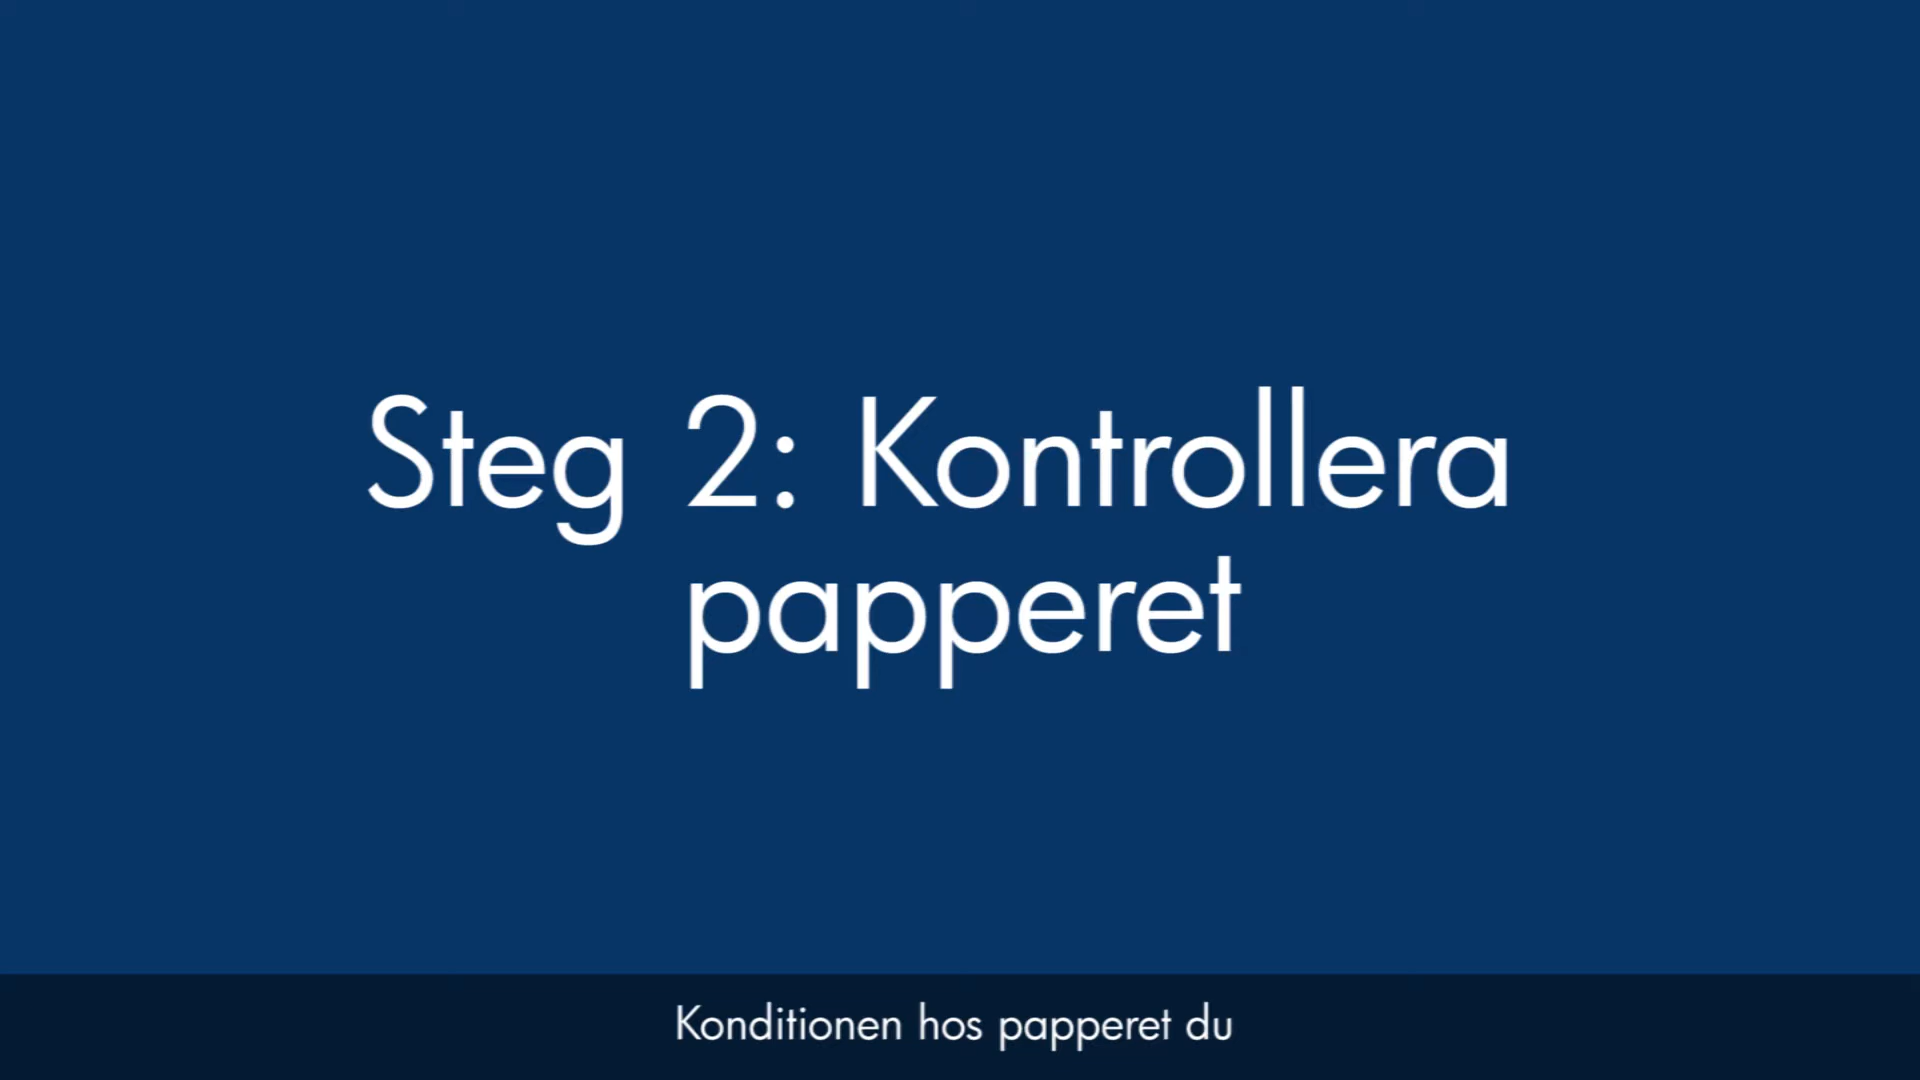 Steg 2: Kontrollera
papperet
Konditionen hos papperet du